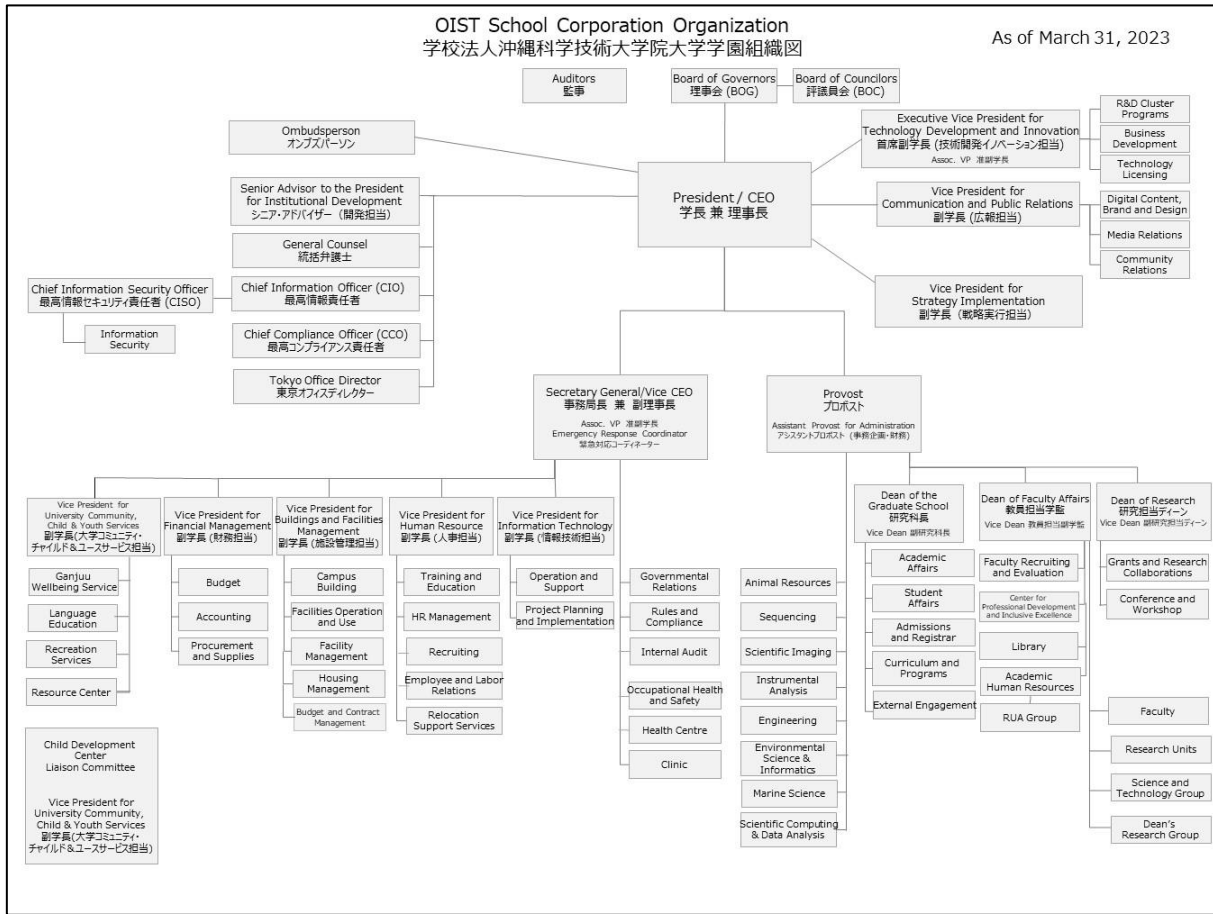 OIST School Corporation Organization
学校法人沖縄科学技術大学院大学学園組織図
As of March 31, 2023
Auditors
監事
Board of Governors
理事会 (BOG)
Board of Councilors
評議員会 (BOC)
Ombudsperson
オンブズパーソン
Executive Vice President for
Technology Development and Innovation
首席副学長 (技術開発イノベーション担当)
Assoc. VP 准副学長
R&D Cluster
Programs
Business
Development
Technology
Licensing
President / CEO
学長 兼 理事長
Senior Advisor to the President
for Institutional Development
シニア・アドバイザー (開発担当)
Vice President for
Communication and Public Relations
副学長 (広報担当)
Digital Content,
Brand and Design
Media Relations
Community
Relations
General Counsel
統括弁護士
Chief Information Security Officer
最高情報セキュリティ責任者 (CISO)
Chief Information Officer (CIO)
最高情報責任者
Information
Security
Vice President for
Strategy Implementation
副学長 (戦略実行担当)
Chief Compliance Officer (CCO)
最高コンプライアンス責任者
Tokyo Office Director
東京オフィスディレクター
Secretary General/Vice CEO
事務局長 兼 副理事長
Assoc. VP 准副学長
Emergency Response Coordinator
緊急対応コーディネーター
Provost
プロボスト
Assistant Provost for Administration
アシスタントプロボスト (事務企画・財務)
Vice President for
University Community,
Child & Youth Services
副学長(大学コミュニティ・
チャイルド&ユースサービス担当)
Ganjuu
Wellbeing Service
Language
Education
Recreation
Services
Resource Center
Vice President for
Financial Management
副学長 (財務担当)
Budget
Accounting
Procurement
and Supplies
Vice President for
Buildings and Facilities
Management
副学長 (施設管理担当)
Campus
Building
Facilities Operation
and Use
Facility
Management
Housing
Management
Budget and Contract
Management
Vice President for
Human Resource
副学長 (人事担当)
Training and
Education
HR Management
Recruiting
Employee and Labor
Relations
Relocation
Support Services
Vice President for
Information Technology
副学長 (情報技術担当)
Operation and
Support
Project Planning
and Implementation
Governmental
Relations
Rules and
Compliance
Internal Audit
Occupational Health
and Safety
Health Centre
Clinic
Animal Resources
Sequencing
Scientific Imaging
Instrumental
Analysis
Engineering
Environmental
Science &
Informatics
Marine Science
Scientific Computing
& Data Analysis
Dean of the
Graduate School
研究科長
Vice Dean 副研究科長
Academic
Affairs
Student
Affairs
Admissions
and Registrar
Curriculum and
Programs
External Engagement
Dean of Faculty Affairs
教員担当学監
Vice Dean 教員担当副学監
Faculty Recruiting
and Evaluation
Center for
Professional Development
and Inclusive Excellence
Library
Academic
Human Resources
RUA Group
Dean of Research
研究担当ディーン
Vice Dean 副研究担当ディーン
Grants and Research
Collaborations
Conference and
Workshop
Faculty
Research Units
Science and
Technology Group
Dean's
Research Group
Child Development
Center
Liaison Committee
Vice President for
University Community,
Child & Youth Services
副学長(大学コミュニティ・
チャイルド&ユースサービス担当)